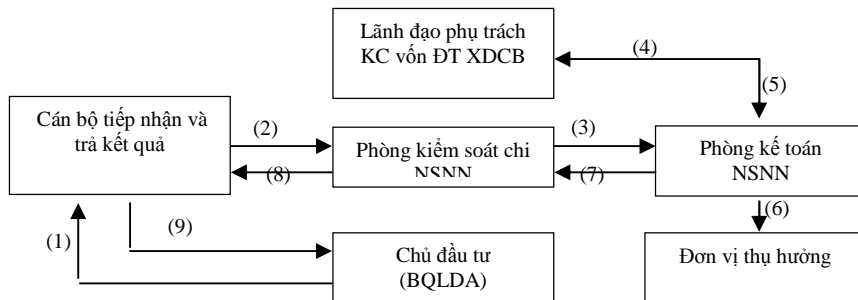 Lãnh đạo phụ trách
KC vốn ĐT XDCB
(4)
(5)
Cán bộ tiếp nhận và
trả kết quả
(2)
(3)
Phòng kiểm soát chi
NSNN
Phòng kế toán
NSNN
(8)
(7)
(6)
(1)
(9)
Chủ đầu tư
(BQLDA)
Đơn vị thụ hưởng